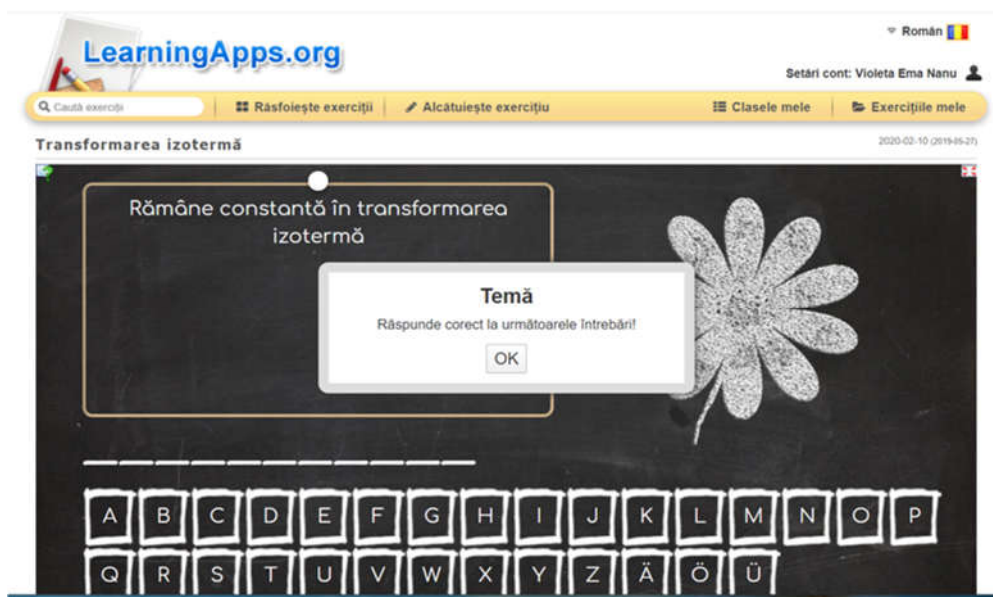 Român
LearningApps.org
Setări cont: Violeta Ema Nanu
Caută exerciții
Răsfoiește exerciții
Alcătuiește exercițiu
Clasele mele
Exercițiile mele
Transformarea izotermă
2020-02-10 (2019-05-27)
Rămâne constantă în transformarea
izotermă
Temă
Răspunde corect la următoarele întrebări!
OK
A B C D E F G H I J K L M N O P
Q R S T U V W X Y Z Ä Ö Ü